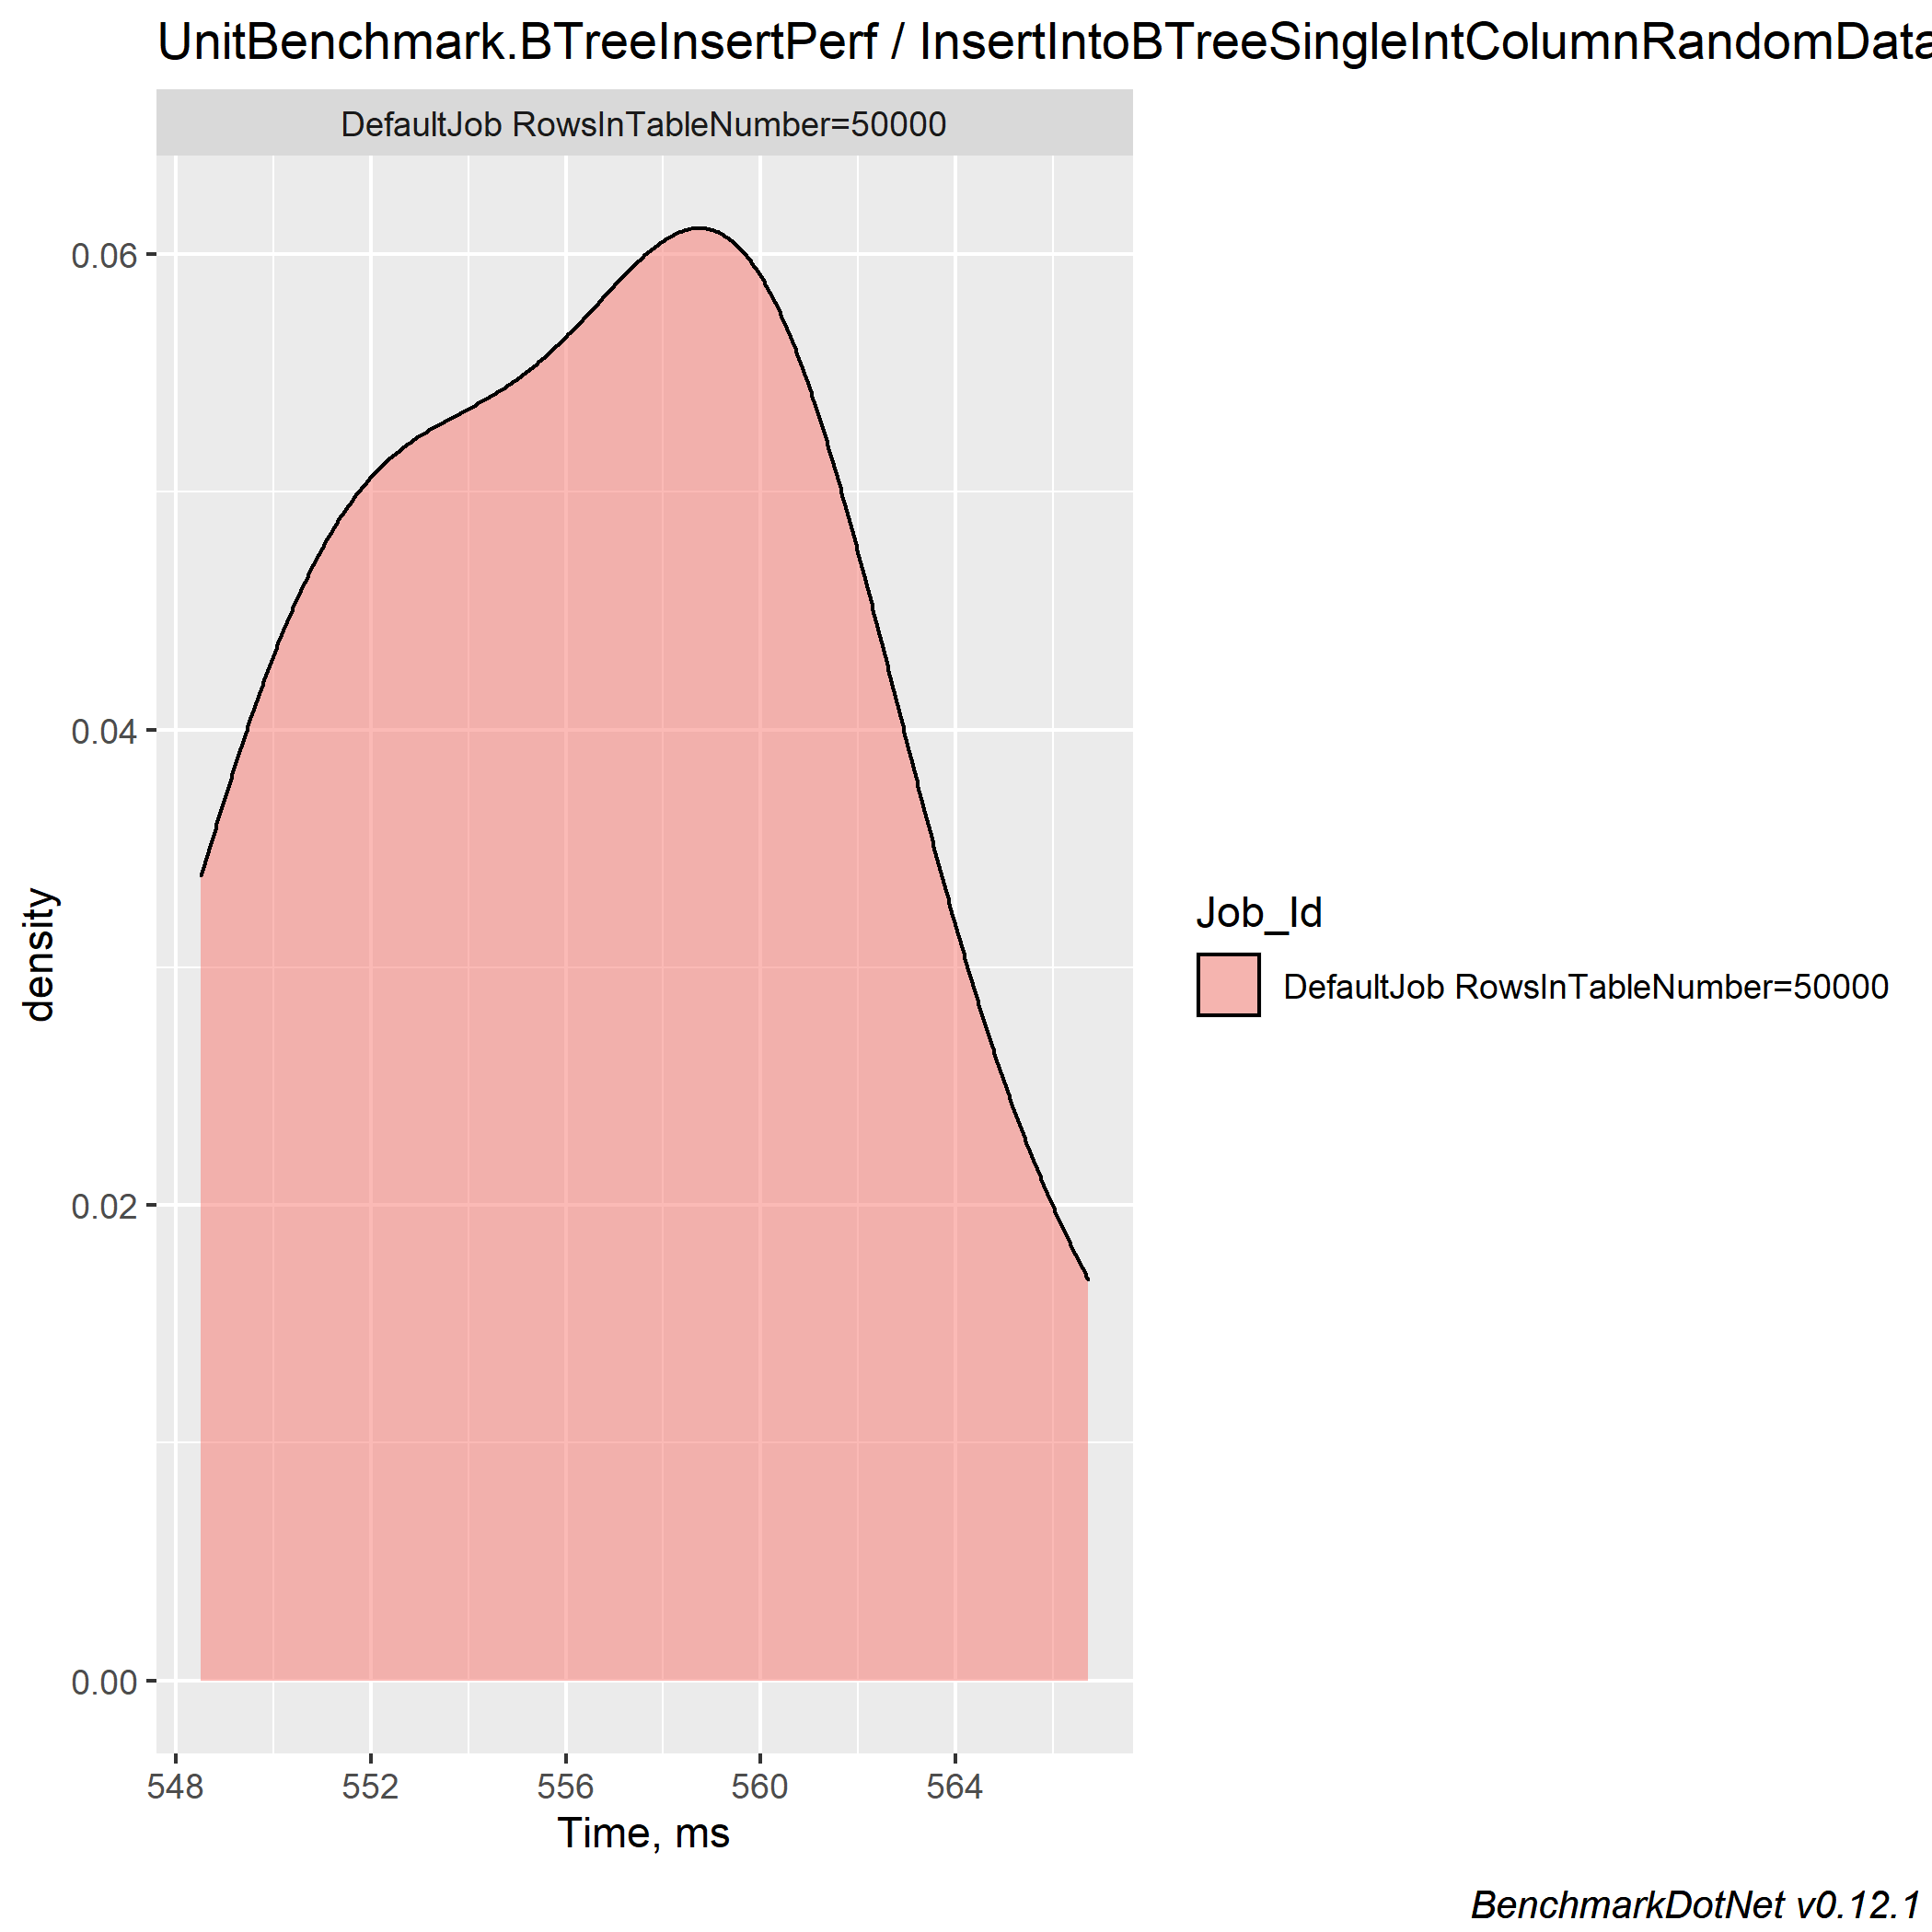 UnitBenchmark.BTreeInsertPerf / InsertIntoBTreeSingleIntColumnRandomData
DefaultJob RowsInTableNumber=50000
0.06
0.04
0.02
0.00
density
548 552 556 560 564
Time, ms
Job_Id
DefaultJob RowsInTableNumber=50000
BenchmarkDotNet v0.12.1